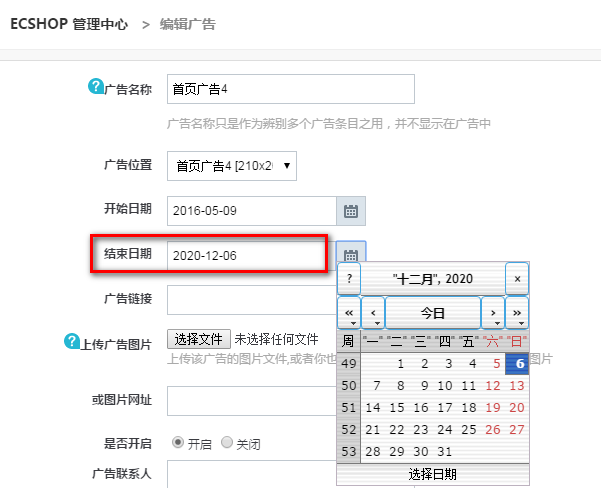 ECSHOP 管理中心 > 编辑广告
? 广告名称 首页广告4
广告名称只是作为辨别多个广告条目之用，并不显示在广告中
广告位置 首页广告4 [210x2
开始日期 2016-05-09
结束日期 2020-12-06
? "十二月", 2020 ×
广告链接
« ‹ 今日 › »
? 上传广告图片 选择文件 未选择任何文件
上传该广告的图片文件,或者你也 图片
周 "一" "二" "三" "四" "五" "六" "日"
49 1 2 3 4 5 6
50 7 8 9 10 11 12 13
或图片网址
51 14 15 16 17 18 19 20
52 21 22 23 24 25 26 27
是否开启 开启 关闭
53 28 29 30 31
广告联系人
选择日期